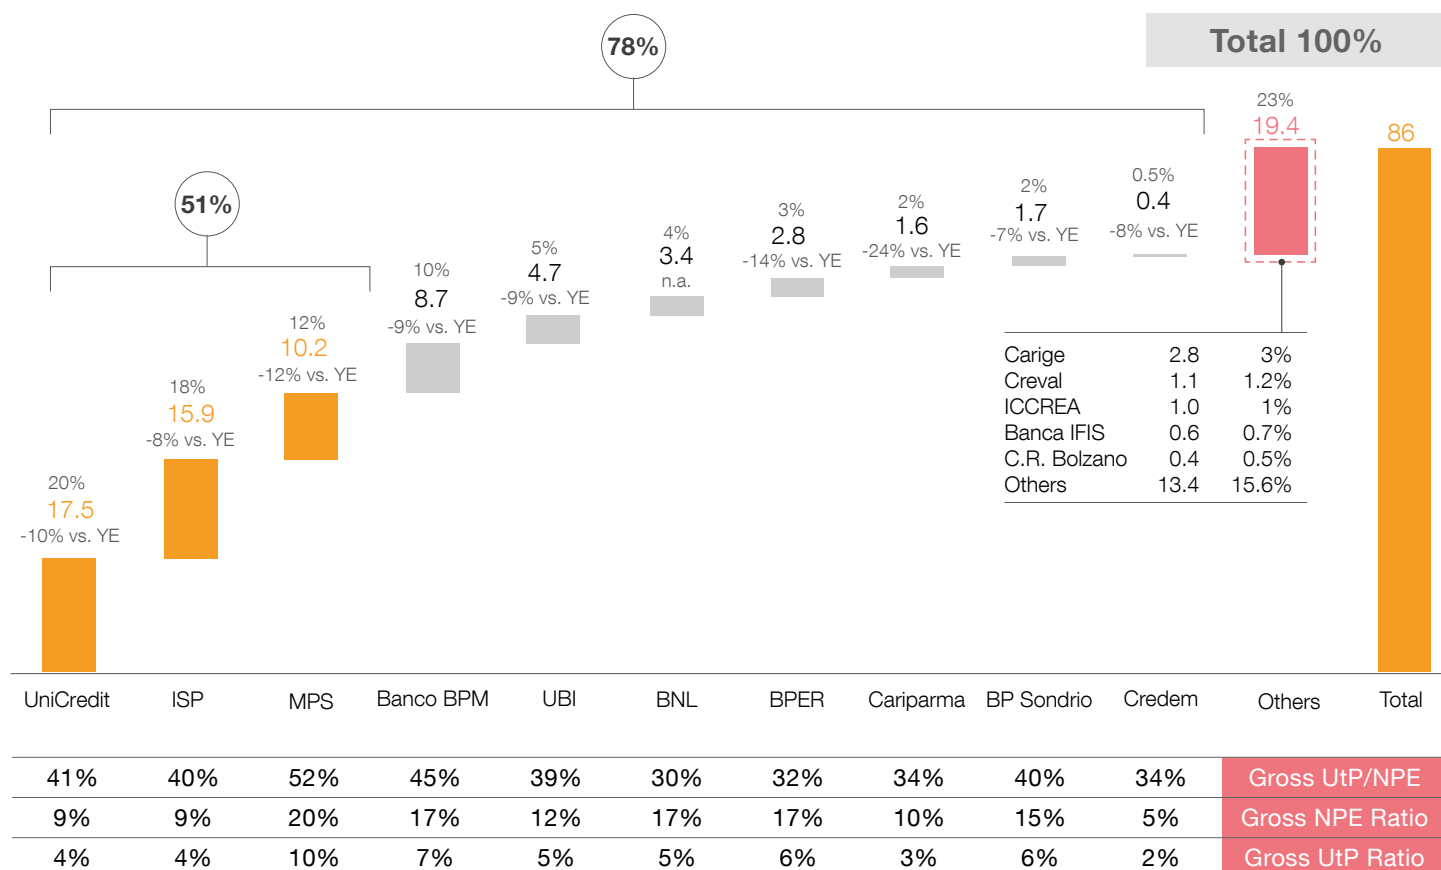 78%
Total 100%
51%
20%
17.5
-10% vs. YE
18%
15.9
-8% vs. YE
12%
10.2
-12% vs. YE
10%
8.7
-9% vs. YE
5%
4.7
-9% vs. YE
4%
3.4
n.a.
3%
2.8
-14% vs. YE
2%
1.6
-24% vs. YE
2%
1.7
-7% vs. YE
0.5%
0.4
-8% vs. YE
23%
19.4
86
Carige 2.8 3%
Creval 1.1 1.2%
ICCREA 1.0 1%
Banca IFIS 0.6 0.7%
C.R. Bolzano 0.4 0.5%
Others 13.4 15.6%
UniCredit ISP MPS Banco BPM UBI BNL BPER Cariparma BP Sondrio Credem Others Total
41% 40% 52% 45% 39% 30% 32% 34% 40% 34% Gross UtP/NPE
9% 9% 20% 17% 12% 17% 17% 10% 15% 5% Gross NPE Ratio
4% 4% 10% 7% 5% 5% 6% 3% 6% 2% Gross UtP Ratio